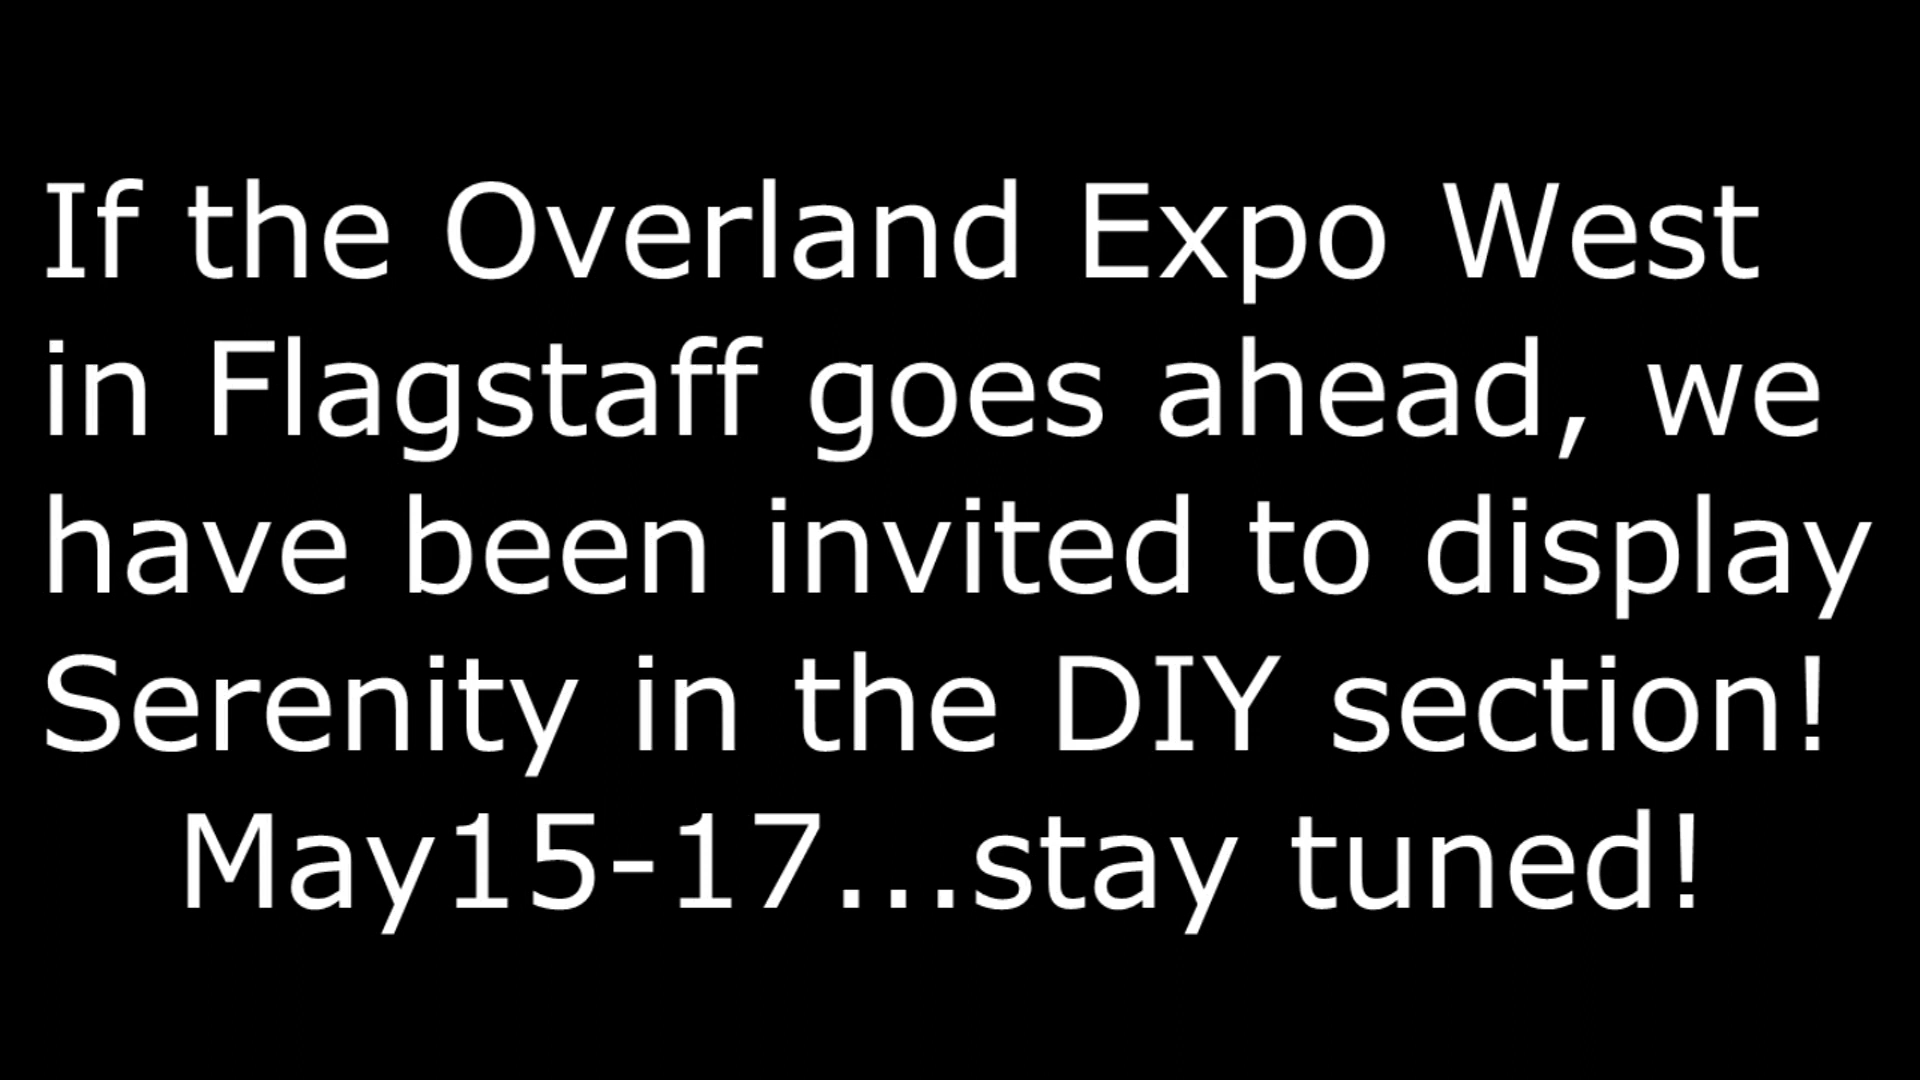 If the Overland Expo West
in Flagstaff goes ahead, we
have been invited to display
Serenity in the DIY section!
May15-17...stay tuned!